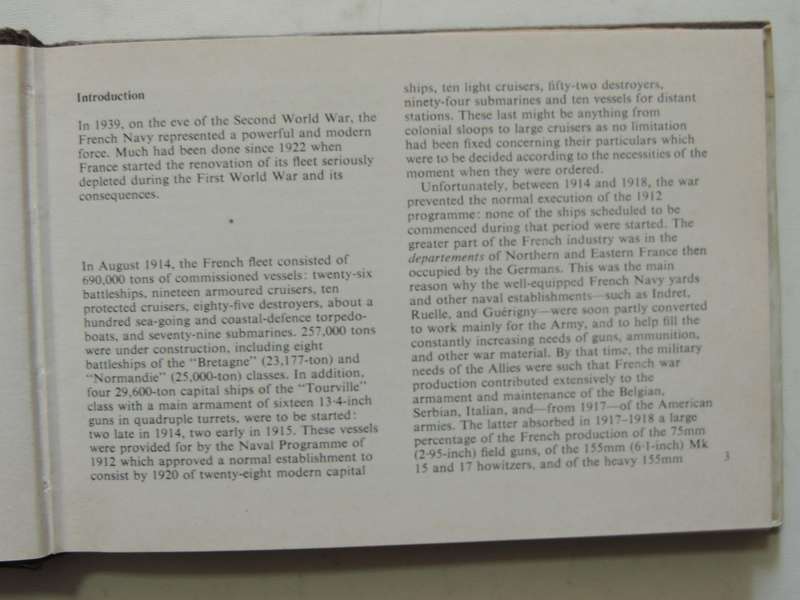 Introduction
In 1939, on the eve of the Second World War, the
French Navy represented a powerful and modern
force. Much had been done since 1922 when
France started the renovation of its fleet seriously
depleted during the First World War and its
consequences.
*
In August 1914, the French fleet consisted of
690,000 tons of commissioned vessels: twenty-six
battleships, nineteen armoured cruisers, ten
protected cruisers, eighty-five destroyers, about a
hundred sea-going and coastal-defence torpedo-
boats, and seventy-nine submarines. 257,000 tons
were under construction, including eight
battleships of the "Bretagne" (23,177-ton) and
"Normandie" (25,000-ton) classes. In addition,
four 29,600-ton capital ships of the "Tourville"
class with a main armament of sixteen 13·4-inch
guns in quadruple turrets, were to be started:
two late in 1914, two early in 1915. These vessels
were provided for by the Naval Programme of
1912 which approved a normal establishment to
consist by 1920 of twenty-eight modern capital
ships, ten light cruisers, fifty-two destroyers,
ninety-four submarines and ten vessels for distant
stations. These last might be anything from
colonial sloops to large cruisers as no limitation
had been fixed concerning their particulars which
were to be decided according to the necessities of the
moment when they were ordered.
Unfortunately, between 1914 and 1918, the war
prevented the normal execution of the 1912
programme: none of the ships scheduled to be
commenced during that period were started. The
greater part of the French industry was in the
departements of Northern and Eastern France then
occupied by the Germans. This was the main
reason why the well-equipped French Navy yards
and other naval establishments—such as Indret,
Ruelle, and Guérigny—were soon partly converted
to work mainly for the Army, and to help fill the
constantly increasing needs of guns, ammunition,
and other war material. By that time, the military
needs of the Allies were such that French war
production contributed extensively to the
armament and maintenance of the Belgian,
Serbian, Italian, and—from 1917—of the American
armies. The latter absorbed in 1917–1918 a large
percentage of the French production of the 75mm
(2·95-inch) field guns, of the 155mm (6·1-inch) Mk
15 and 17 howitzers, and of the heavy 155mm
3